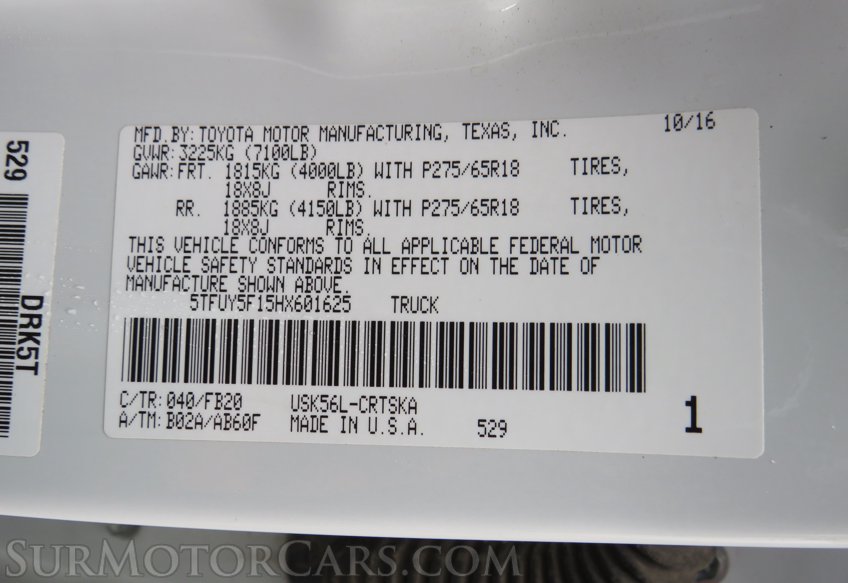 529
DRK5T
MFD.BY: TOYOTA MOTOR MANUFACTURING, TEXAS, INC. 10/16
GVWR: 3225KG (7100LB)
GAWR: FRT. 1815KG (4000LB) WITH P275/65R18 TIRES,
18X8J RIMS.
RR. 1885KG (4150LB) WITH P275/65R18 TIRES,
18X8J RIMS.
THIS VEHICLE CONFORMS TO ALL APPLICABLE FEDERAL MOTOR
VEHICLE SAFETY STANDARDS IN EFFECT ON THE DATE OF
MANUFACTURE SHOWN ABOVE.
5TFUY5F15HX601625 TRUCK
C/TR: 040/FB20 USK56L-CRTSKA
A/TM: B02A/AB60F MADE IN U.S.A. 529 1
SURMOTORCARS.COM